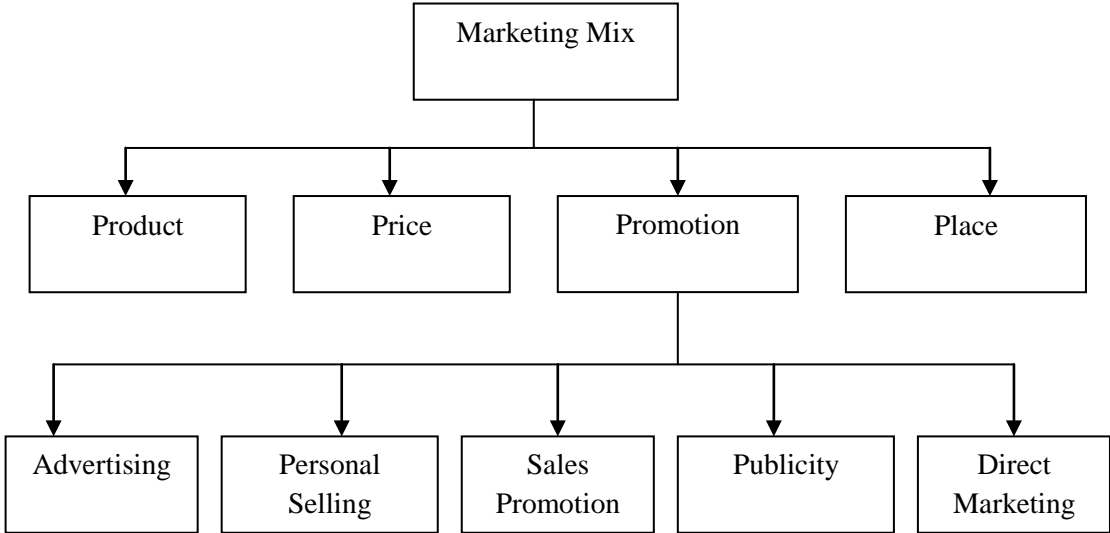 Marketing Mix
Product
Price
Promotion
Place
Advertising
Personal
Selling
Sales
Promotion
Publicity
Direct
Marketing